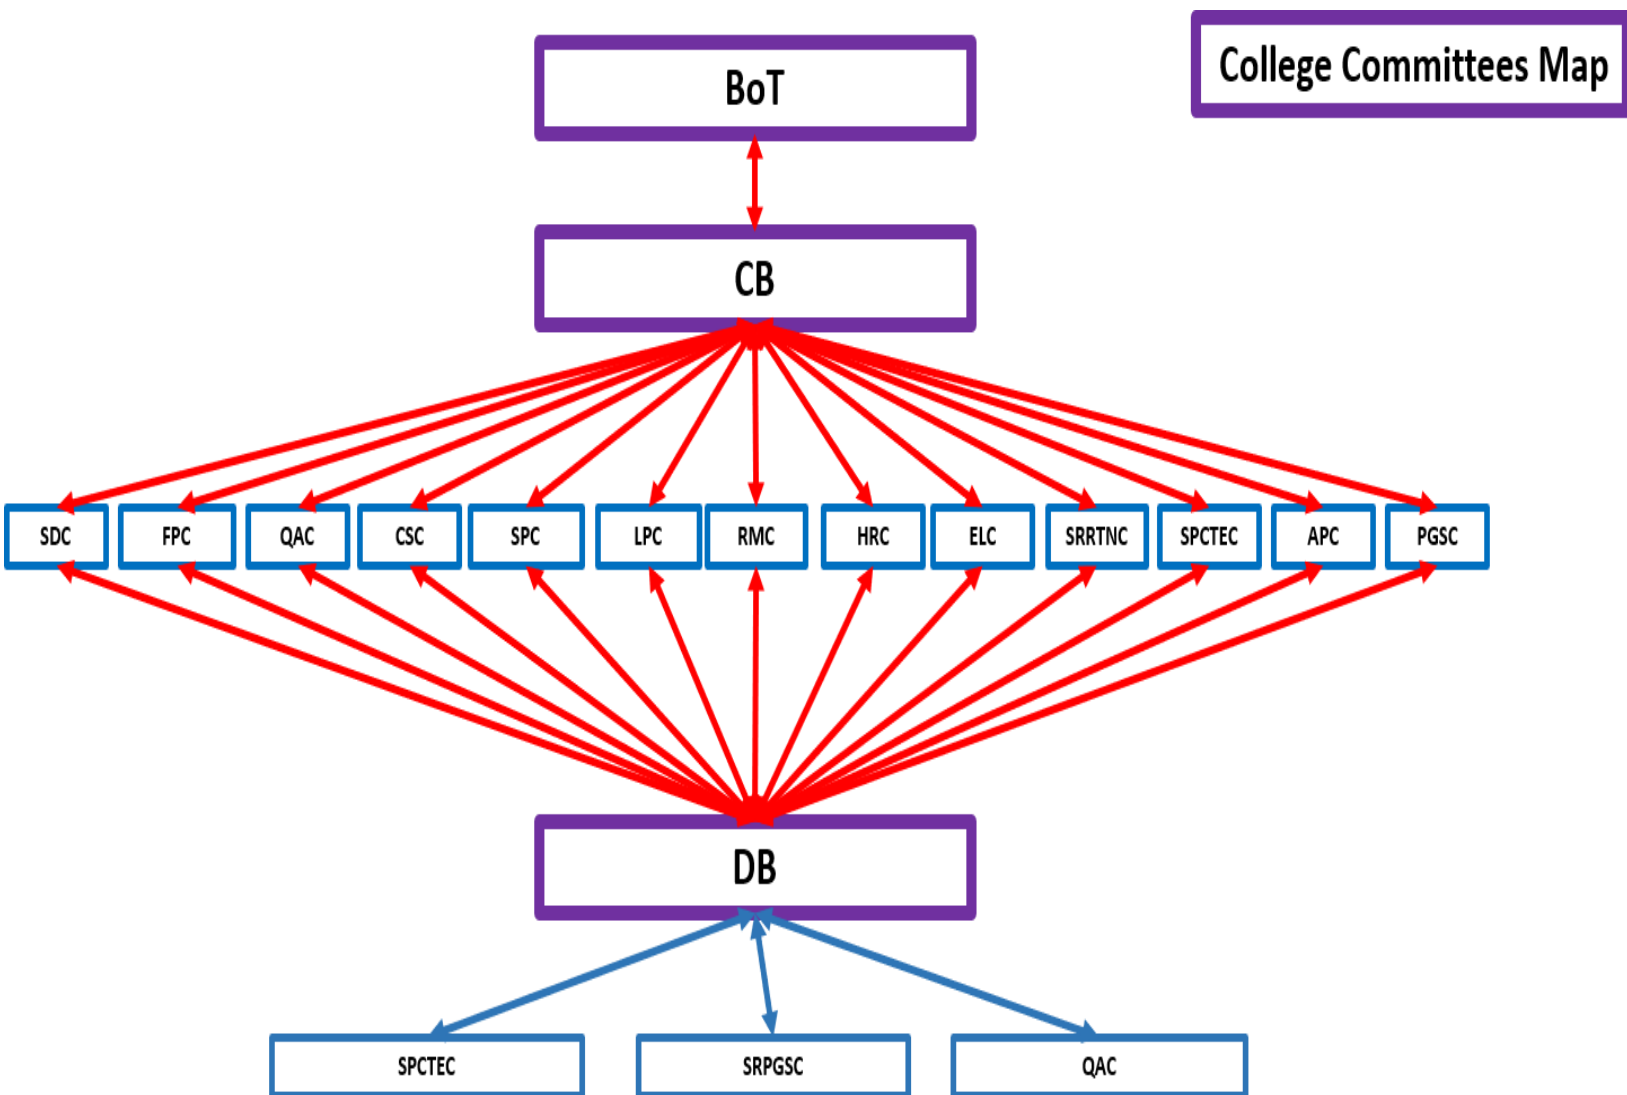 College Committees Map
BoT
CB
SDC
FPC
QAC
CSC
SPC
LPC
RMC
HRC
ELC
SRRTNC
SPCTEC
APC
PGSC
DB
SPCTEC
SRPGSC
QAC